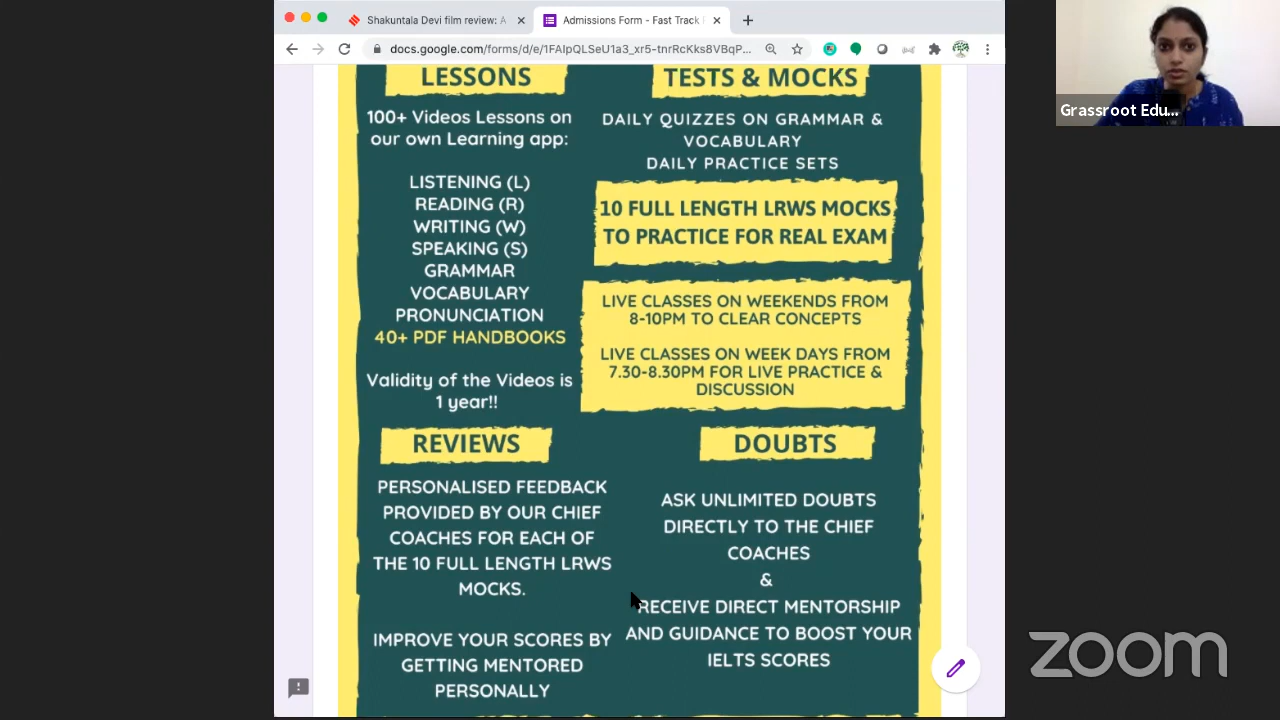 Shakuntala Devi film review: A
Admissions Form - Fast Track
docs.google.com/forms/d/e/1FAIpQLSeU1a3_xr5-tnrRcKks8VBqP...
Grassroot Edu...
LESSONS
100+ Videos Lessons on
our own Learning app:
LISTENING (L)
READING (R)
WRITING (W)
SPEAKING (S)
GRAMMAR
VOCABULARY
PRONUNCIATION
40+ PDF HANDBOOKS
Validity of the Videos is
1 year!!
TESTS & MOCKS
DAILY QUIZZES ON GRAMMAR &
VOCABULARY
DAILY PRACTICE SETS
10 FULL LENGTH LRWS MOCKS
TO PRACTICE FOR REAL EXAM
LIVE CLASSES ON WEEKENDS FROM
8-10PM TO CLEAR CONCEPTS
LIVE CLASSES ON WEEK DAYS FROM
7.30-8.30PM FOR LIVE PRACTICE &
DISCUSSION
REVIEWS
PERSONALISED FEEDBACK
PROVIDED BY OUR CHIEF
COACHES FOR EACH OF
THE 10 FULL LENGTH LRWS
MOCKS.
IMPROVE YOUR SCORES BY
GETTING MENTORED
PERSONALLY
DOUBTS
ASK UNLIMITED DOUBTS
DIRECTLY TO THE CHIEF
COACHES
&
RECEIVE DIRECT MENTORSHIP
AND GUIDANCE TO BOOST YOUR
IELTS SCORES
zoom